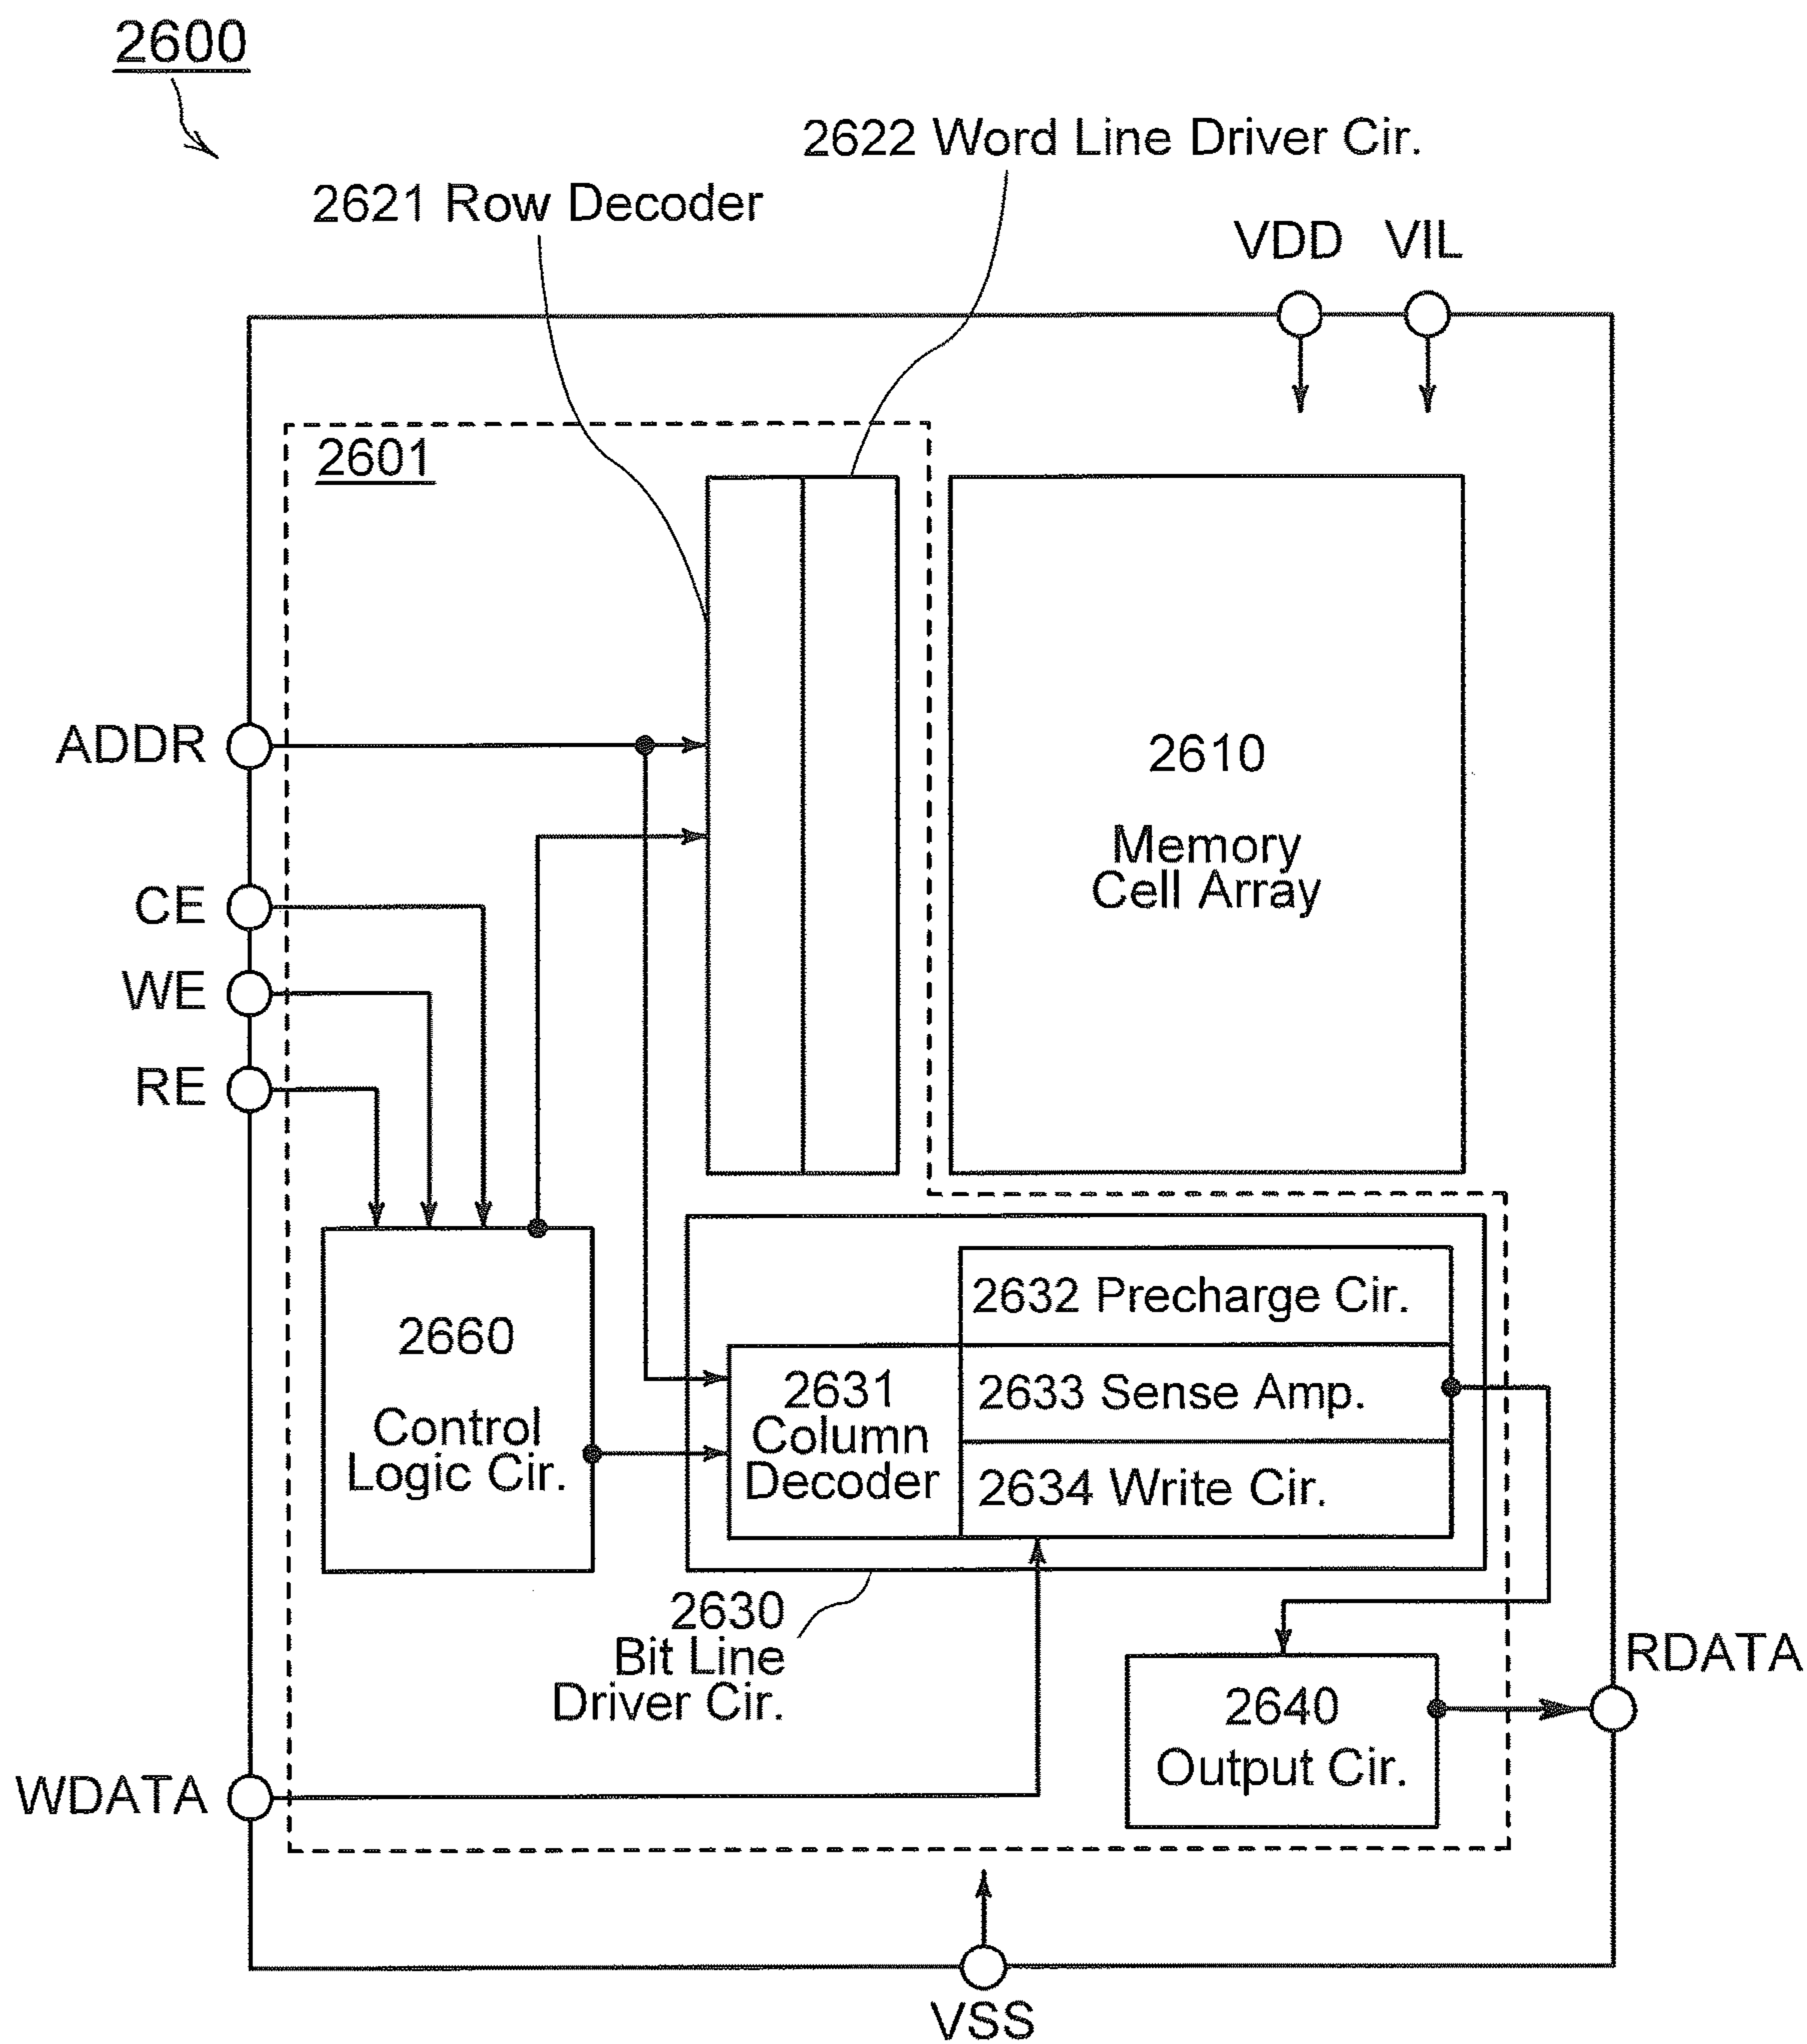 2600
2622 Word Line Driver Cir.
2621 Row Decoder
VDD
VIL
2601
ADDR
2610
Memory
Cell Array
CE
WE
RE
2660
Control
Logic Cir.
2632 Precharge Cir.
2631
Column
Decoder
2633 Sense Amp.
2634 Write Cir.
2630
Bit Line
Driver Cir.
RDATA
2640
Output Cir.
WDATA
VSS